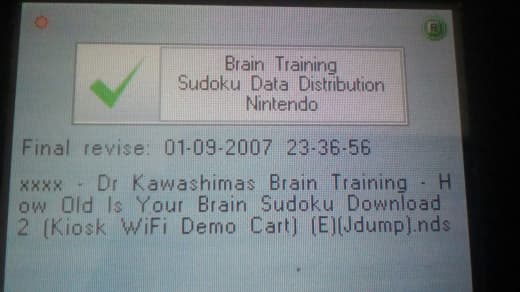 Brain Training
Sudoku Data Distribution
Nintendo
Final revise: 01-09-2007 23-36-56
xxxx - Dr Kawashimas Brain Training - H
ow Old Is Your Brain Sudoku Download
2 (Kiosk WiFi Demo Cart) (E)(Jdump).nds